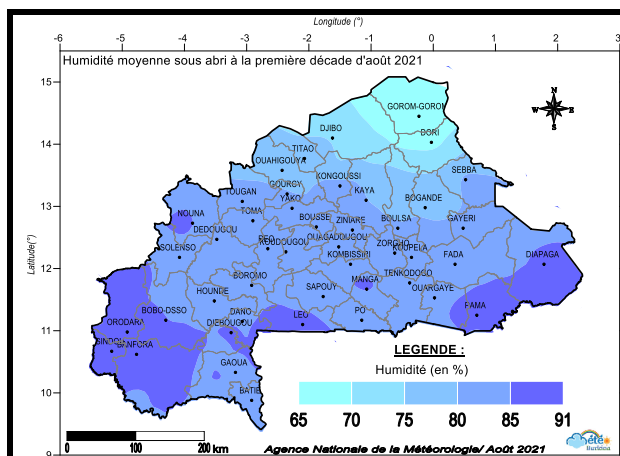 Longitude (°)
-6 -5 -4 -3 -2 -1 0 1 2 3
Humidité moyenne sous abri à la première décade d'août 2021
15
N
W E
S
GOROM-GOROM
DJIBO
14
DORI
TITAO
OUAHIGOUYA
KONGOUSSI
SEBBA
GOURCY
TOUGAN
KAYA
YAKO
BOGANDE
13
NOUNA
TOMA
BOUSSE
ZINIARE
BOULSA
GAYERI
DEDOUGOU
OUAGADOUGOU
REO
KOUDOUGOU
ZORGHO
KOUPELA
SOLENSO
KOMBISSIRI
FADA
DIAPAGA
Latitude(°)
12
BOROMO
TENKODOGO
MANGA
HOUNDE
SAPOUY
OUARGAYE
BOBO-DSSO
DANO
LEO
PO
PAMA
ORODARA
DIEBOUGOU
11
SINDOU
BANFORA
LEGENDE :
GAOUA
Humidité (en %)
10
BATIE
65 70 75 80 85 91
0 100 200 km
météo
Burkina
9
Agence Nationale de la Météorologie/ Août 2021